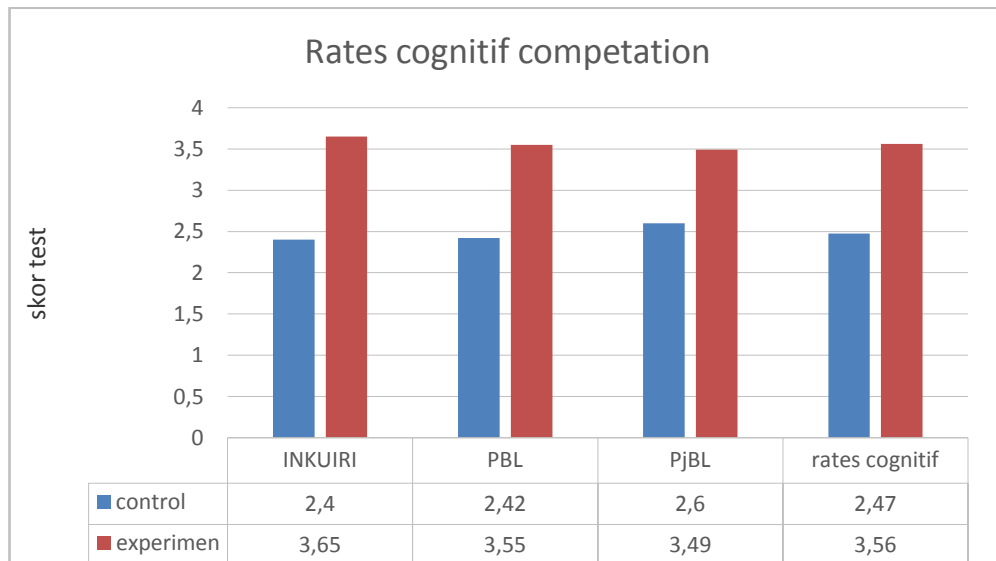 Rates cognitif competation
skor test
4
3,5
3
2,5
2
1,5
1
0,5
0
INKUIRI PBL PjBL rates cognitif
control 2,4 2,42 2,6 2,47
experimen 3,65 3,55 3,49 3,56